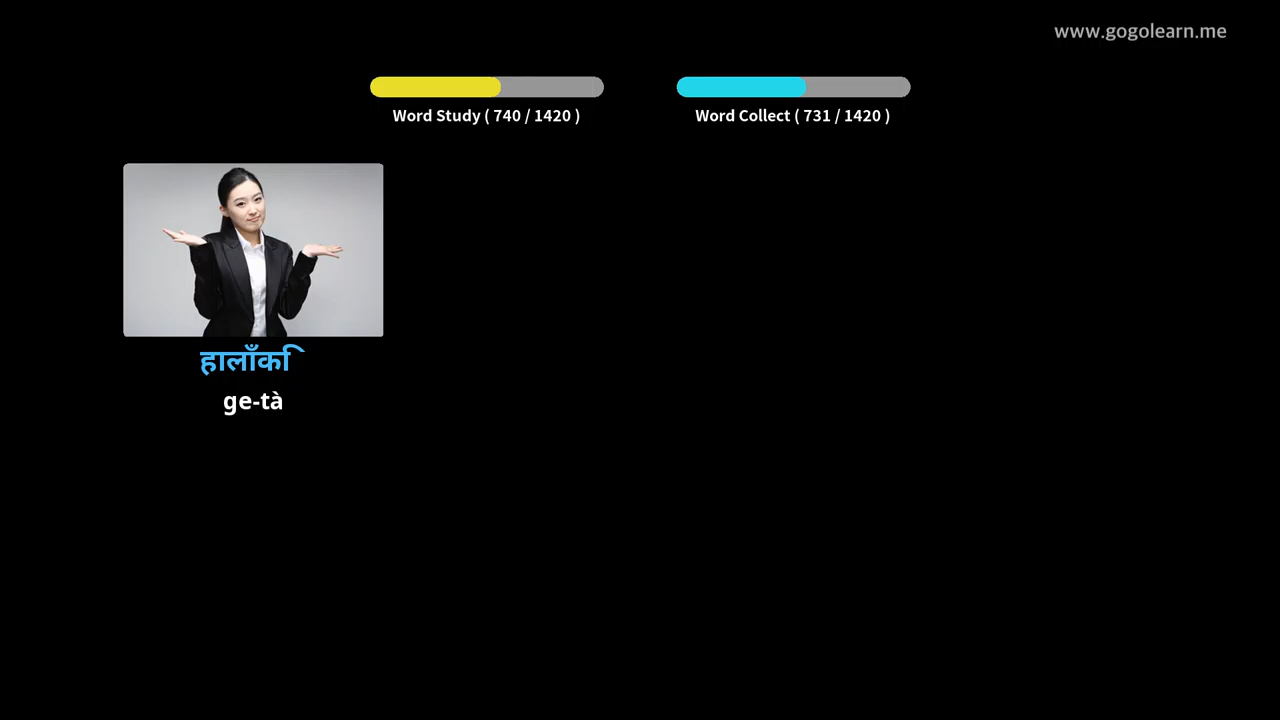 www.gogolearn.me
Word Study ( 740 / 1420 )
Word Collect ( 731 / 1420 )
हालाँकि
ge-tà